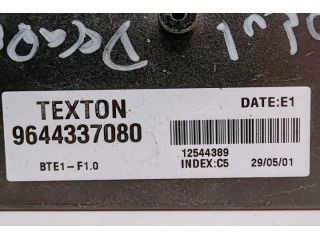 TEXTON
DATE:E1
9644337080
12544389
BTE1-F1.0
INDEX:C5
29/05/01